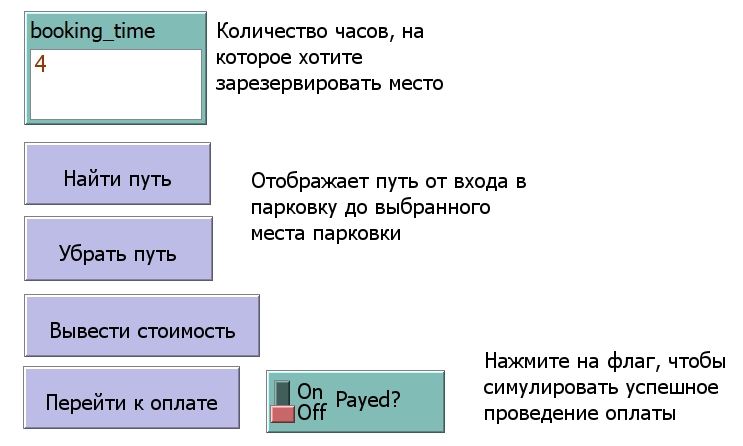 booking_time
4
Количество часов, на
которое хотите
зарезервировать место
Найти путь
Убрать путь
Отображает путь от входа в
парковку до выбранного
места парковки
Вывести стоимость
Перейти к оплате
On
Off
Payed?
Нажмите на флаг, чтобы
симулировать успешное
проведение оплаты